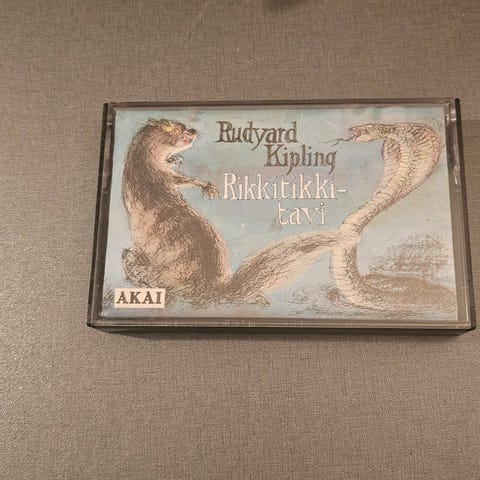 Rudyard
Kipling
Rikkitikki-
tavi
AKAI